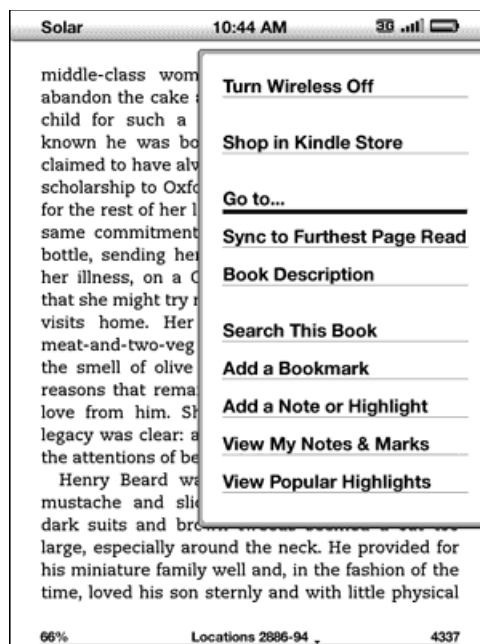 Solar 10:44 AM 3G
middle-class wom
abandon the cake
child for such a
known he was bo
claimed to have alv
scholarship to Oxfo
for the rest of her l
same commitment
bottle, sending her
her illness, on a C
that she might try r
visits home. Her
meat-and-two-veg
the smell of olive
reasons that rema
love from him. Sh
legacy was clear: a
the attentions of be
Henry Beard wa
mustache and slic
dark suits and
large, especially around the neck. He provided for
his miniature family well and, in the fashion of the
time, loved his son sternly and with little physical
Turn Wireless Off
Shop in Kindle Store
Go to...
Sync to Furthest Page Read
Book Description
Search This Book
Add a Bookmark
Add a Note or Highlight
View My Notes & Marks
View Popular Highlights
66% Locations 2886-94 4337